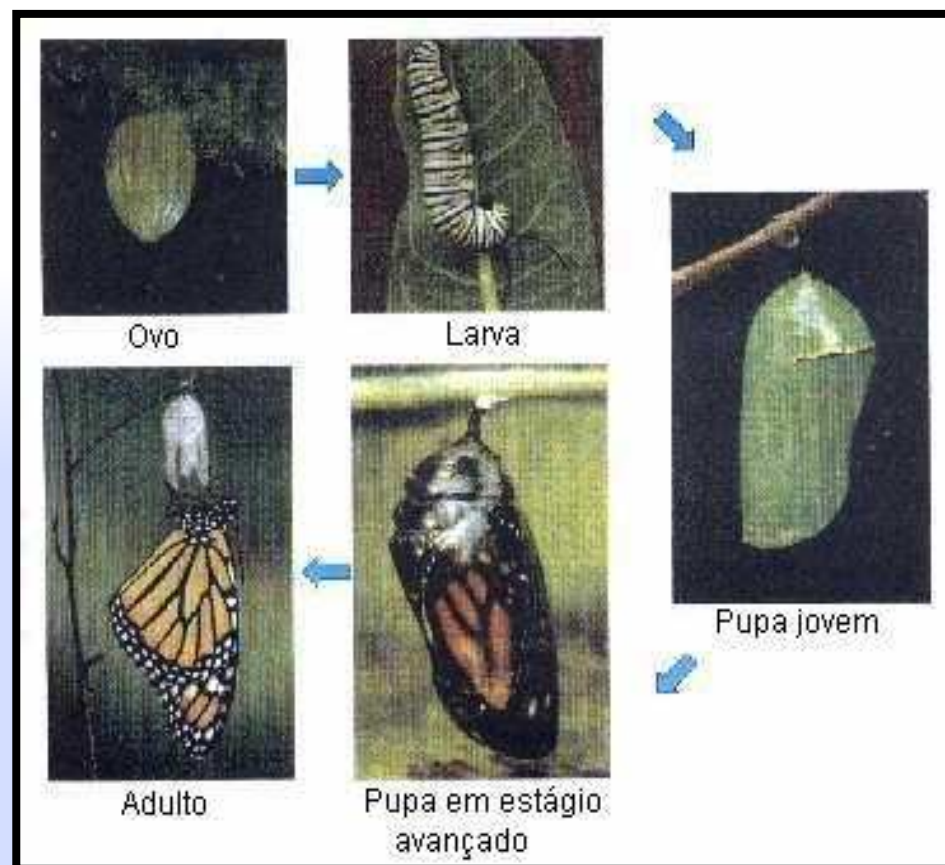 Ovo
Larva
Pupa jovem
Pupa em estágio
avançado
Adulto